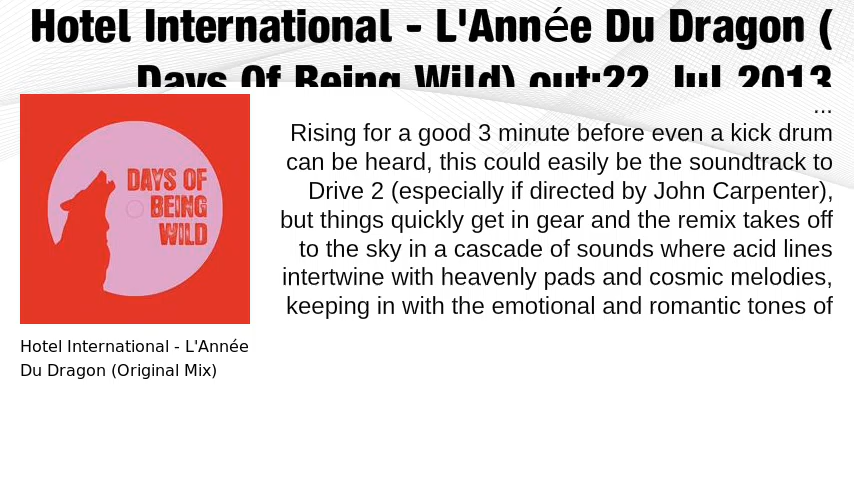 Hotel International - L'Année Du Dragon (
Days Of Being Wild) out:22 Jul 2013
...
Rising for a good 3 minute before even a kick drum
can be heard, this could easily be the soundtrack to
Drive 2 (especially if directed by John Carpenter),
but things quickly get in gear and the remix takes off
to the sky in a cascade of sounds where acid lines
intertwine with heavenly pads and cosmic melodies,
keeping in with the emotional and romantic tones of
DAYS OF
BEING
WILD
Hotel International - L'Année
Du Dragon (Original Mix)